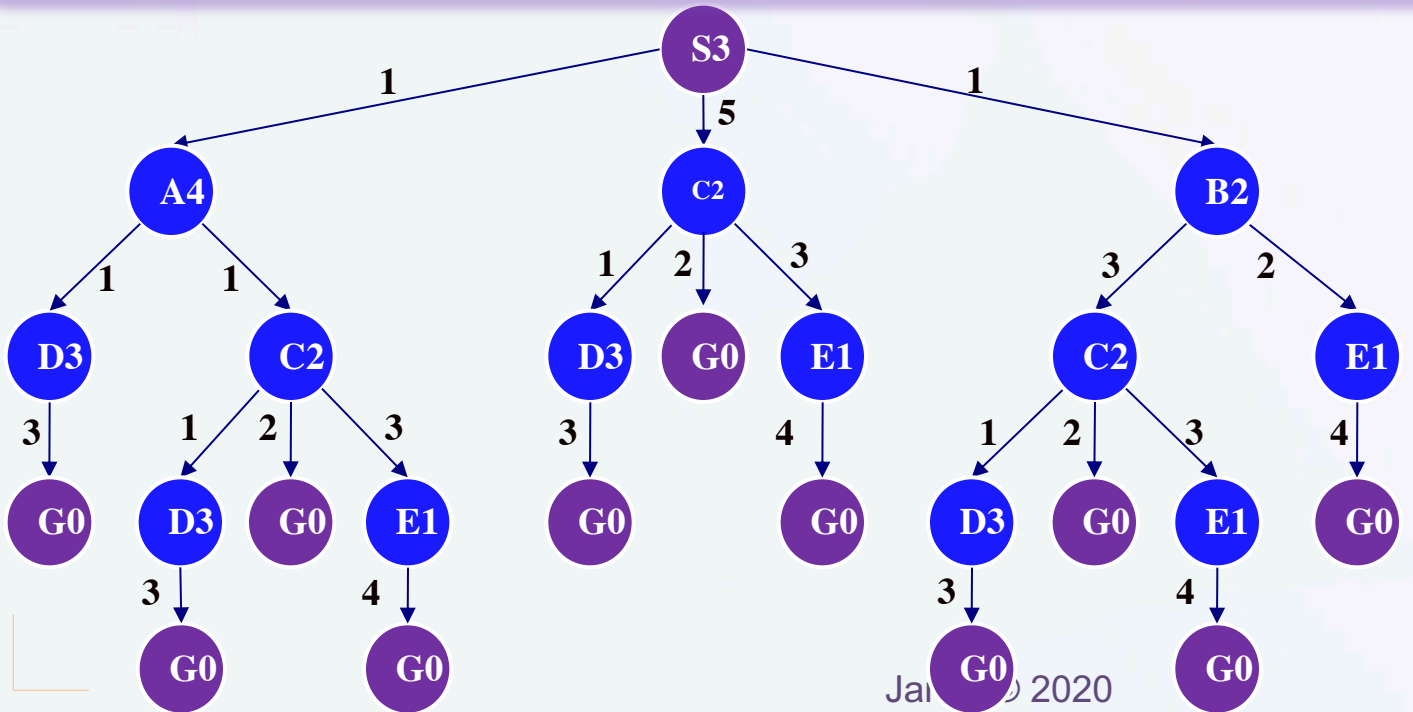 S3
1 5 1
A4 C2 B2
1 1 1 2 3 3 2
D3 C2 D3 G0 E1 C2 E1
3 1 2 3 3 4 1 2 3 4
G0 D3 G0 E1 G0 G0 D3 G0 E1 G0
3 4 3 4
G0 G0 G0 G0
2020